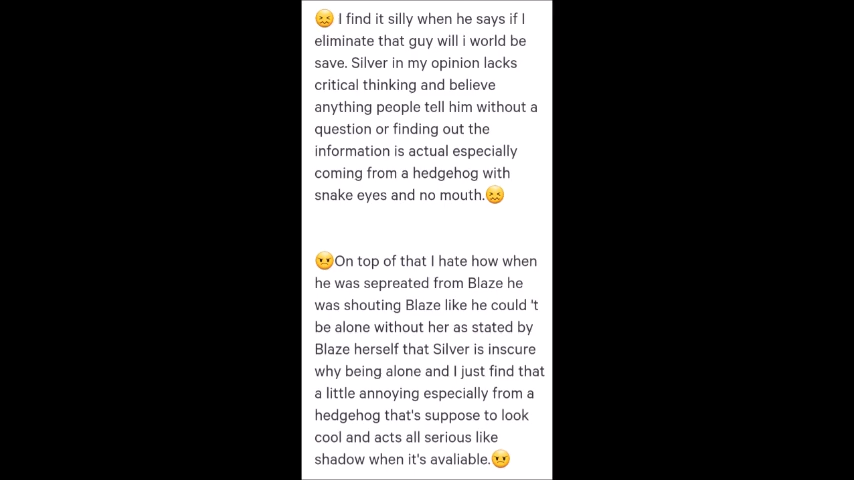 😖 I find it silly when he says if I
eliminate that guy will i world be
save. Silver in my opinion lacks
critical thinking and believe
anything people tell him without a
question or finding out the
information is actual especially
coming from a hedgehog with
snake eyes and no mouth.😖
😠On top of that I hate how when
he was sepreated from Blaze he
was shouting Blaze like he could 't
be alone without her as stated by
Blaze herself that Silver is inscure
why being alone and I just find that
a little annoying especially from a
hedgehog that's suppose to look
cool and acts all serious like
shadow when it's avaliable.😠